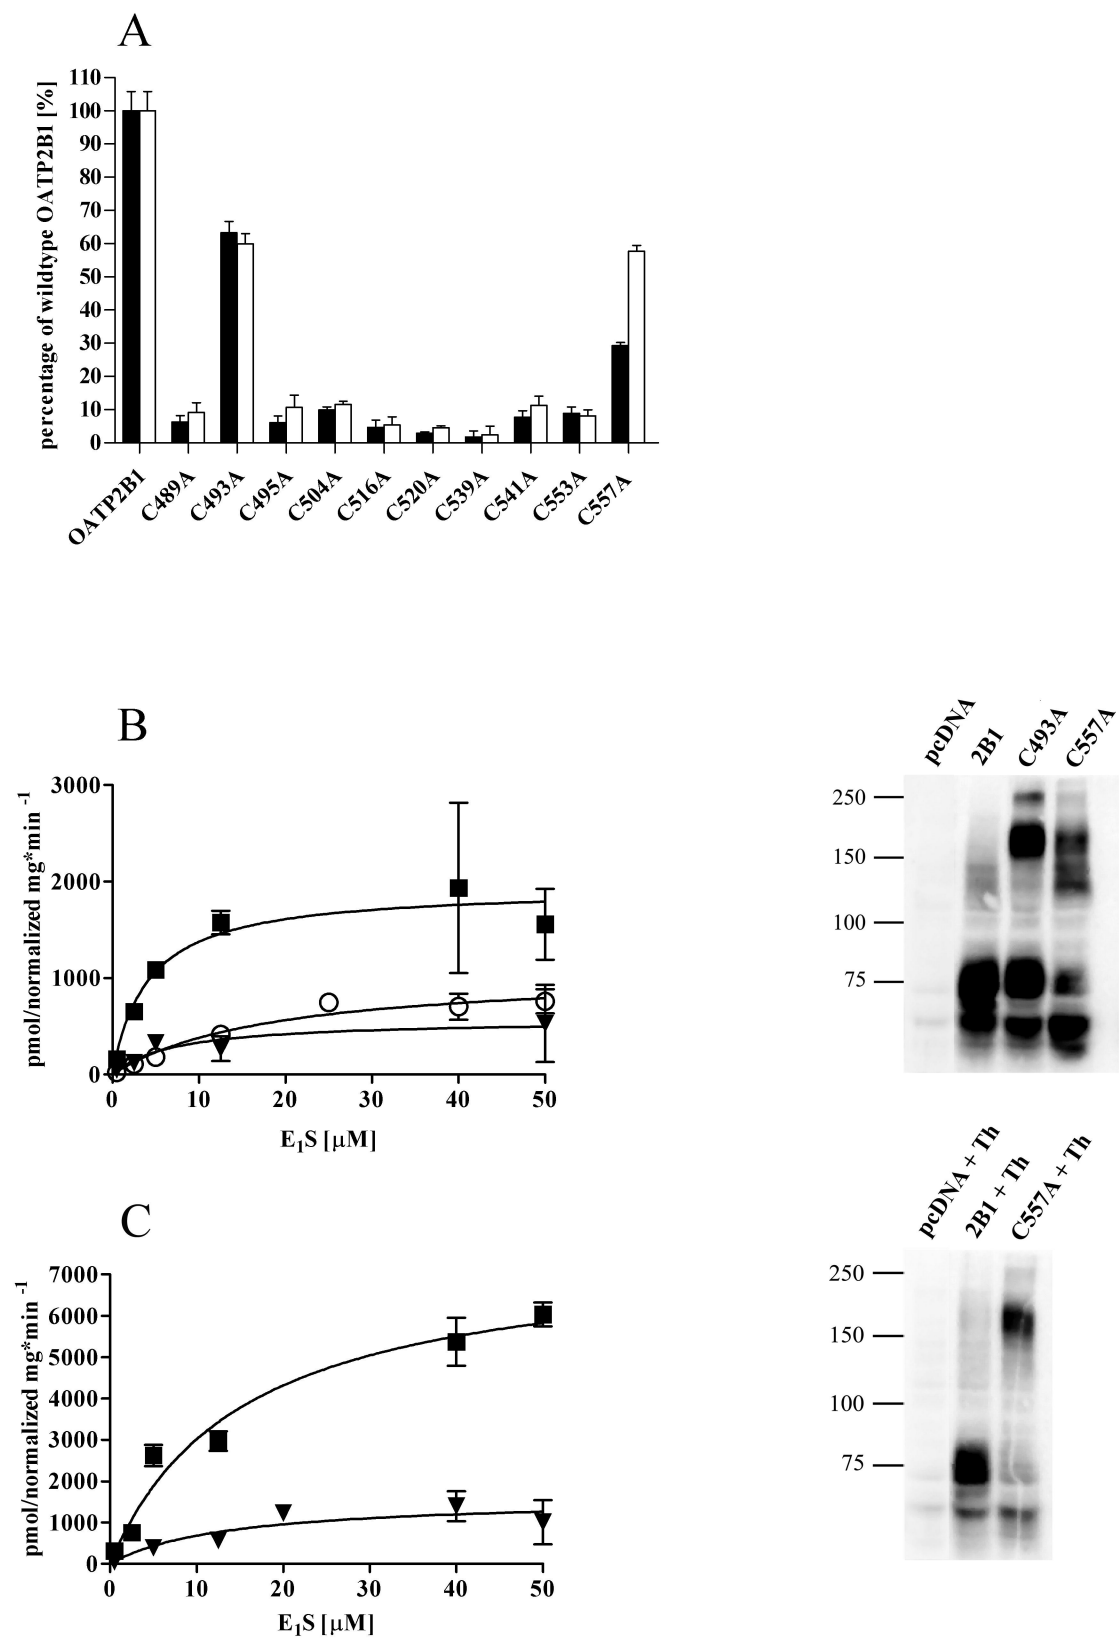 A
percentage of wildtype OATP2B1 [%]
110
100
90
80
70
60
50
40
30
20
10
0
OATP2B1
C489A
C493A
C495A
C504A
C516A
C520A
C539A
C541A
C553A
C557A
B
pmol/normalized mg*min -1
3000
2000
1000
0
0 10 20 30 40 50
E1S [μM]
pcDNA
2B1
C493A
C557A
250
150
100
75
C
pmol/normalized mg*min -1
7000
6000
5000
4000
3000
2000
1000
0
0 10 20 30 40 50
E1S [μM]
pcDNA + Th
2B1 + Th
C557A + Th
250
150
100
75